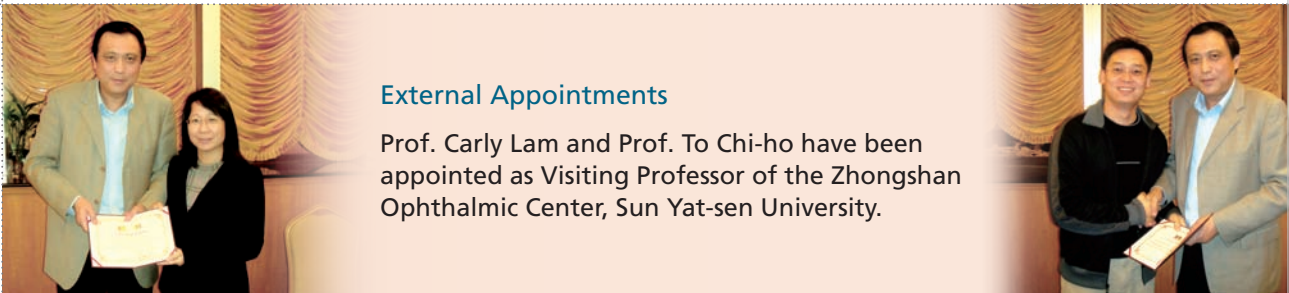 External Appointments
Prof. Carly Lam and Prof. To Chi-ho have been
appointed as Visiting Professor of the Zhongshan
Ophthalmic Center, Sun Yat-sen University.